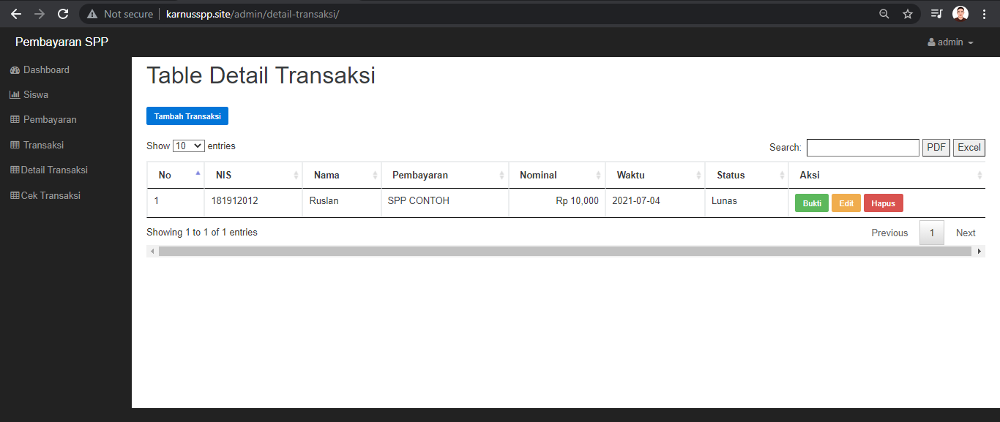 Not secure karnusspp.site/admin/detail-transaksi/
Pembayaran SPP admin
Dashboard
Siswa
Pembayaran
Transaksi
Detail Transaksi
Cek Transaksi
Table Detail Transaksi
Tambah Transaksi
Show 10 entries Search: PDF Excel
No NIS Nama Pembayaran Nominal Waktu Status Aksi
1 181912012 Ruslan SPP CONTOH Rp 10,000 2021-07-04 Lunas Bukti Edit Hapus
Showing 1 to 1 of 1 entries Previous 1 Next